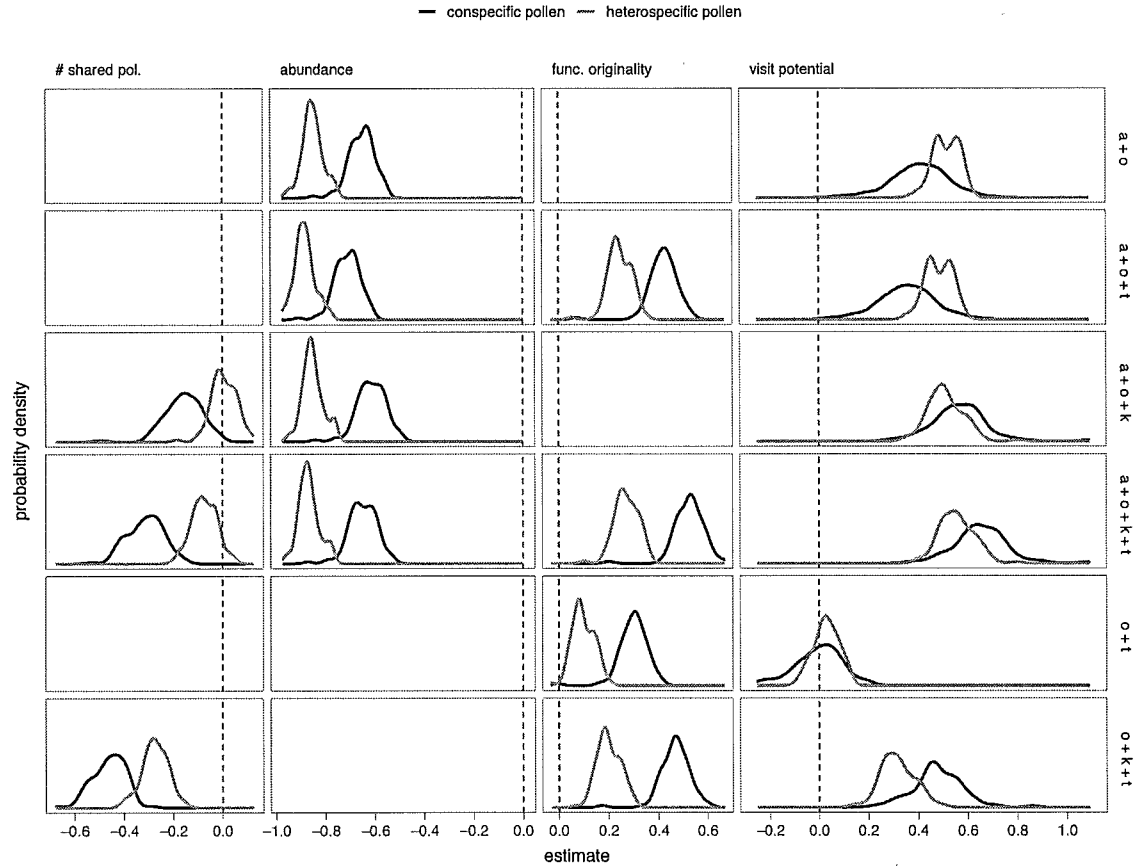 conspecific pollen heterospecific pollen
# shared pol. abundance func. originality visit potential
a + o
a + o + t
a + o + k
a + o + k + t
o + t
o + k + t
probability density
−0.6 −0.4 −0.2 0.0 −1.0 −0.8 −0.6 −0.4 −0.2 0.0 0.0 0.2 0.4 0.6 −0.2 0.0 0.2 0.4 0.6 0.8 1.0
estimate